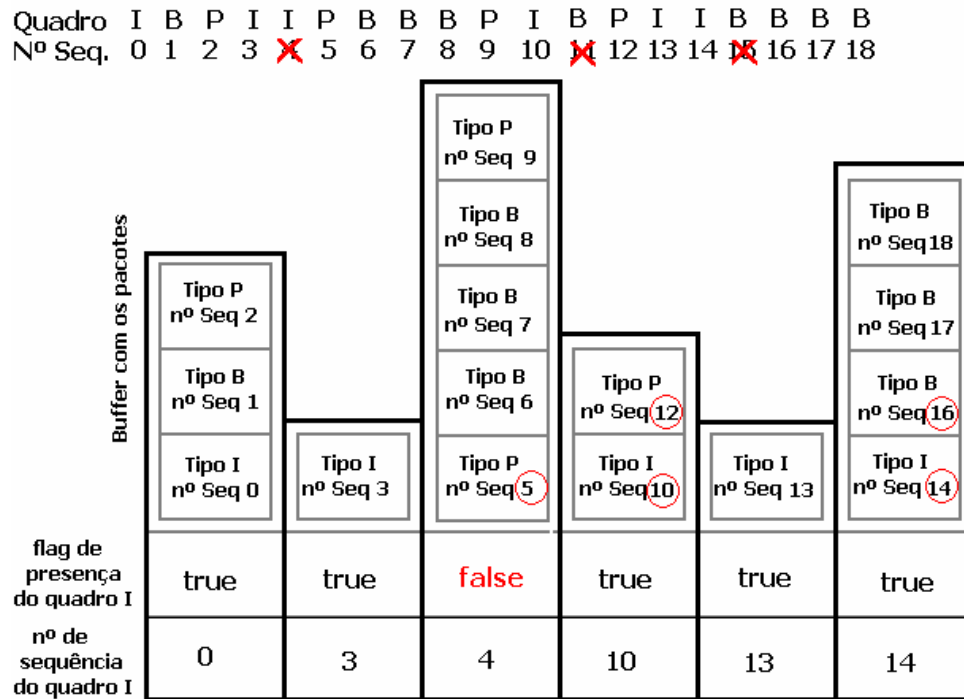 Quadro I B P I I P B B B P I B P I I B B B B
Nº Seq. 0 1 2 3 4 5 6 7 8 9 10 11 12 13 14 15 16 17 18
Buffer com os pacotes
Tipo P
nº Seq 2
Tipo B
nº Seq 1
Tipo I
nº Seq 0
Tipo I
nº Seq 3
Tipo P
nº Seq 9
Tipo B
nº Seq 8
Tipo B
nº Seq 7
Tipo B
nº Seq 6
Tipo P
nº Seq 5
Tipo P
nº Seq 12
Tipo I
nº Seq 10
Tipo I
nº Seq 13
Tipo B
nº Seq 18
Tipo B
nº Seq 17
Tipo B
nº Seq 16
Tipo I
nº Seq 14
flag de
presença
do quadro I
true true false true true true
nº de
sequência
do quadro I
0 3 4 10 13 14